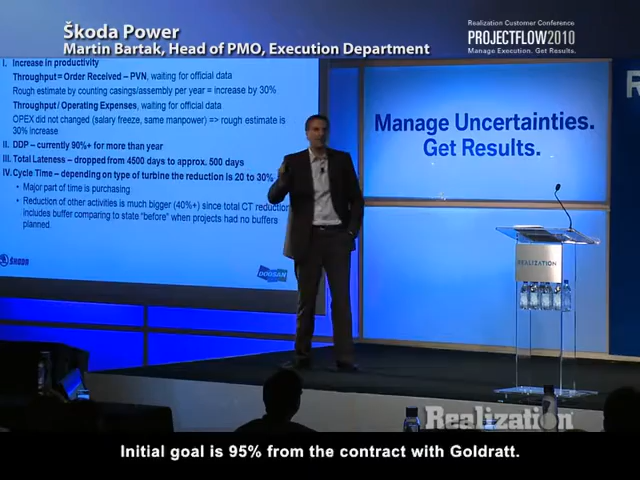 Škoda Power
Martin Bartak, Head of PMO, Execution Department
Realization Customer Conference
PROJECTFLOW2010
Manage Execution. Get Results.
I. Increase in productivity
Throughput = Order Received – PVN, waiting for official data
Rough estimate by counting casings/assembly per year = increase by 30%
Throughput / Operating Expenses, waiting for official data
OPEX did not changed (salary freeze, same manpower) => rough estimate is
30% increase
II. DDP – currently 90%+ for more than year
III. Total Lateness – dropped from 4500 days to approx. 500 days
IV. Cycle Time – depending on type of turbine the reduction is 20 to 30%
• Major part of time is purchasing
• Reduction of other activities is much bigger (40%+) since total CT reduction
includes buffer comparing to state "before" when projects had no buffers
planned.
ŠKODA
DOOSAN
Manage Uncertainties.
Get Results.
R
REALIZATION
Realization
Initial goal is 95% from the contract with Goldratt.